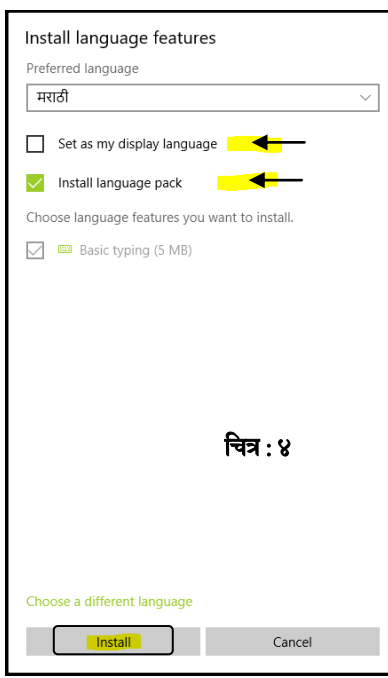 Install language features
Preferred language
मराठी
Set as my display language
Install language pack
Choose language features you want to install.
Basic typing (5 MB)
चित्र : ४
Choose a different language
Install Cancel